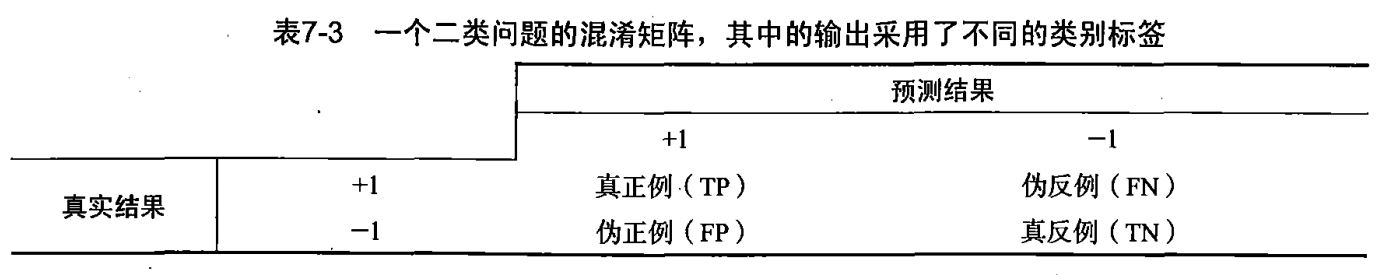 表7-3 一个二类问题的混淆矩阵，其中的输出采用了不同的类别标签
预测结果
+1 −1
真实结果 +1 真正例（TP） 伪反例（FN）
−1 伪正例（FP） 真反例（TN）